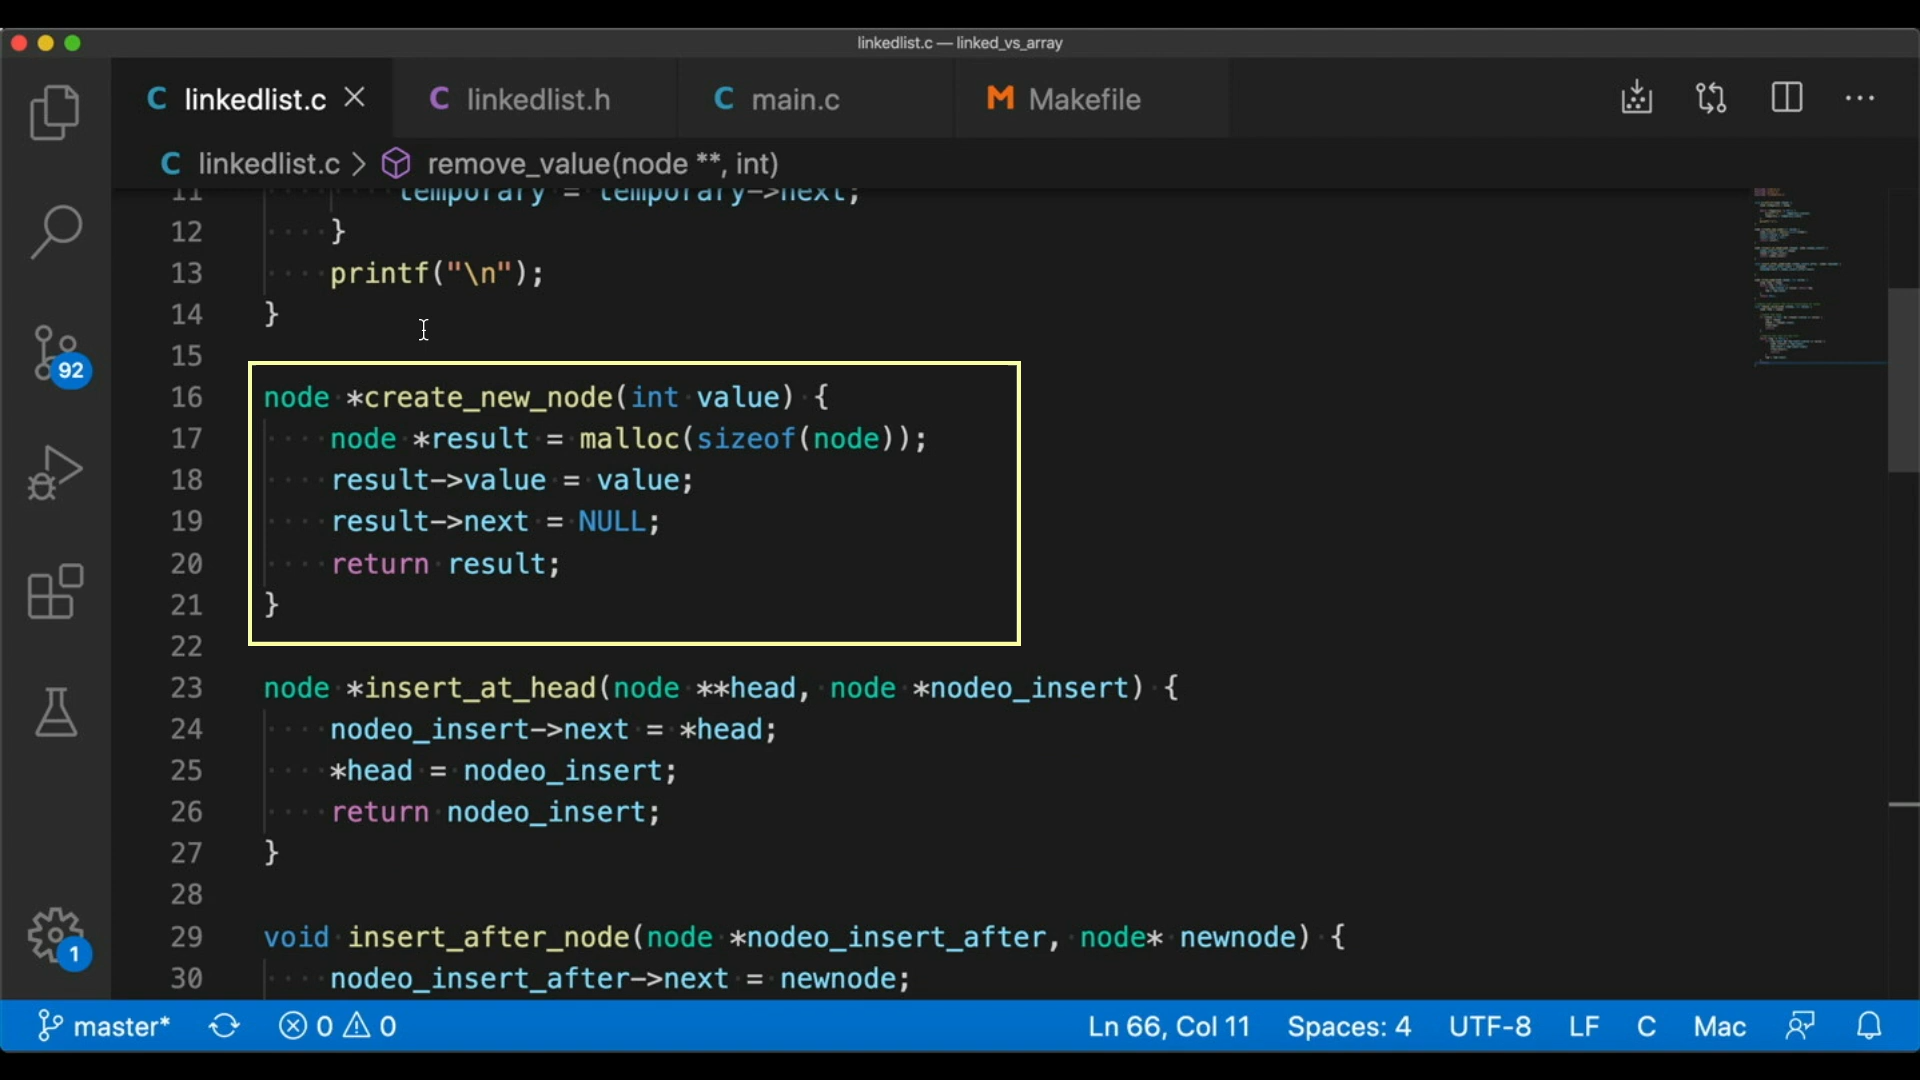 linkedlist.c — linked_vs_array
C linkedlist.c C linkedlist.h C main.c M Makefile
C linkedlist.c > remove_value(node **, int)
11 temporary = temporary->next;
12 }
13 printf("\n");
14 }
15
16 node *create_new_node(int value) {
17 node *result = malloc(sizeof(node));
18 result->value = value;
19 result->next = NULL;
20 return result;
21 }
22
23 node *insert_at_head(node **head, node *nodeo_insert) {
24 nodeo_insert->next = *head;
25 *head = nodeo_insert;
26 return nodeo_insert;
27 }
28
29 void insert_after_node(node *nodeo_insert_after, node* newnode) {
30 nodeo_insert_after->next = newnode;
92
1
master* 0 0 Ln 66, Col 11 Spaces: 4 UTF-8 LF C Mac